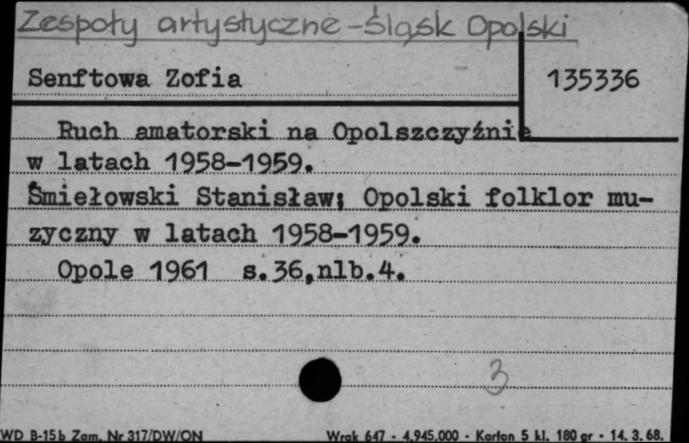 Zespoły artystyczne - Śląsk Opolski
Senftowa Zofia
135336
Ruch amatorski na Opolszczyźnie
w latach 1958-1959.
Śmiełowski Stanisław; Opolski folklor mu-
zyczny w latach 1958-1959.
Opole 1961 s.36,nlb.4.
3
WD B-15b Zam. Nr 317/DW/ON
Wrak 647 - 4.945.000 - Karton 5 kl. 180 gr - 14. 3. 68.